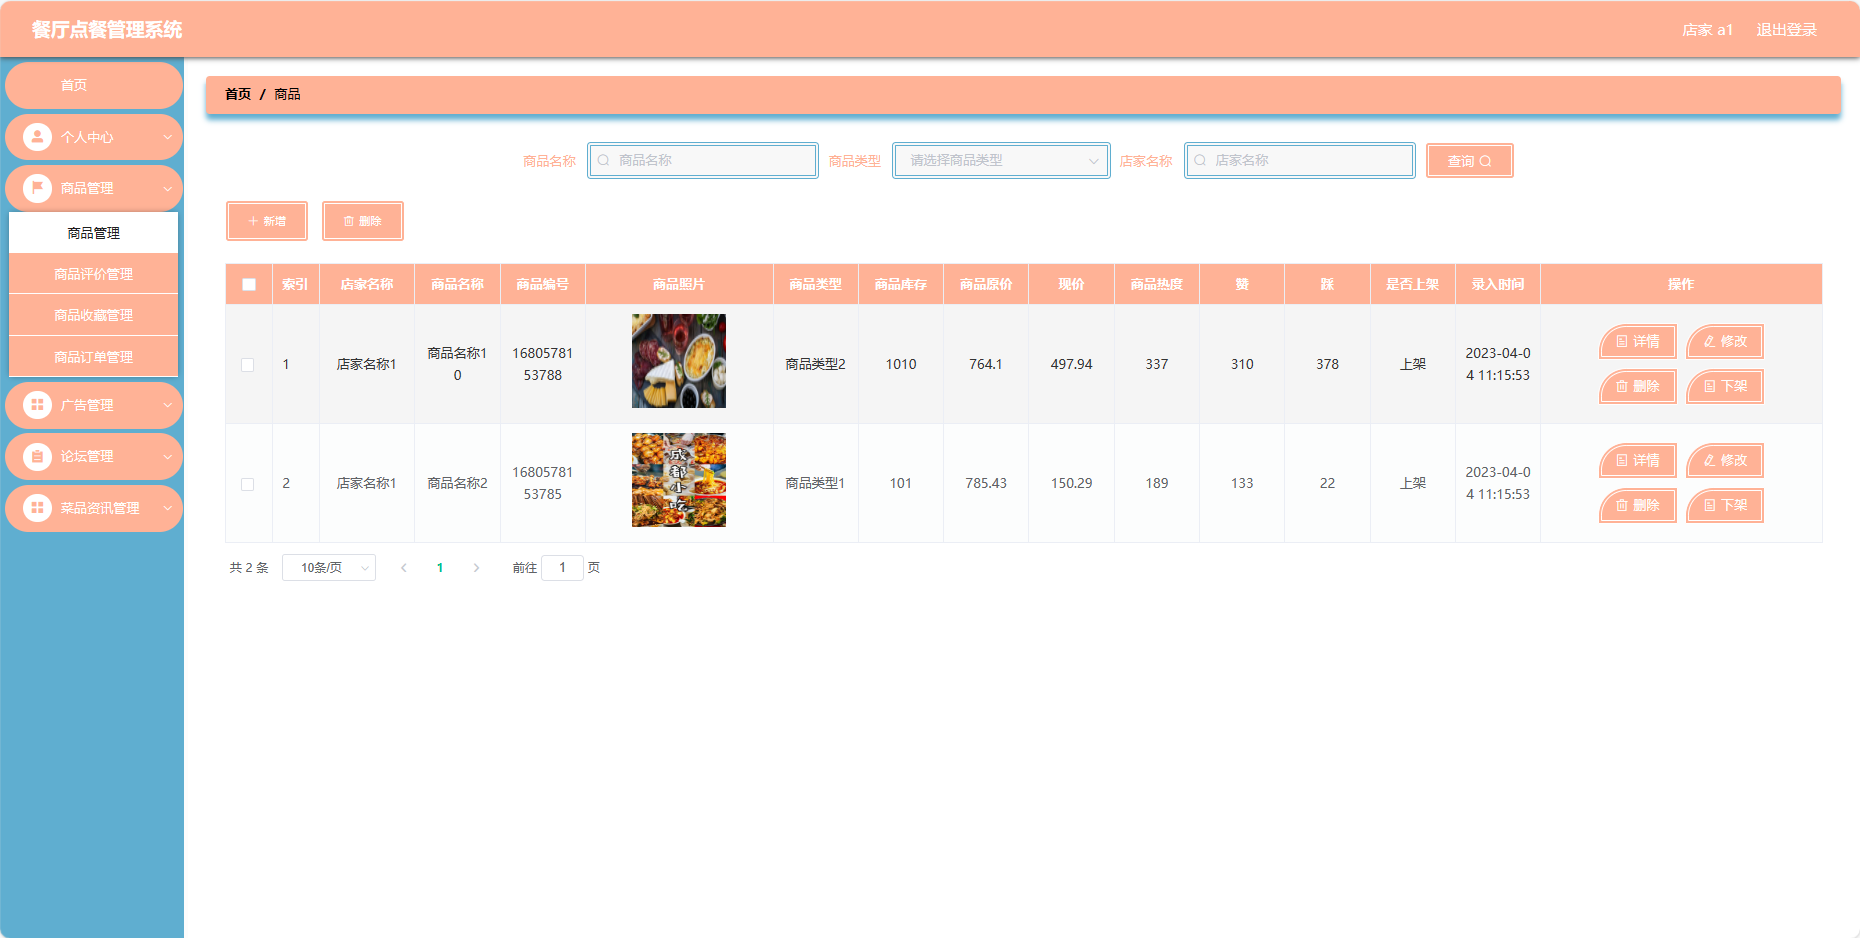 餐厅点餐管理系统
店家 a1 退出登录
首页
个人中心
商品管理
商品管理
商品评价管理
商品收藏管理
商品订单管理
广告管理
论坛管理
菜品资讯管理
首页 / 商品
商品名称 商品名称 商品类型 请选择商品类型 店家名称 店家名称 查询
新增 删除
索引 店家名称 商品名称 商品编号 商品照片 商品类型 商品库存 商品原价 现价 商品热度 赞 踩 是否上架 录入时间 操作
1 店家名称1 商品名称10 1680578153788 商品类型2 1010 764.1 497.94 337 310 378 上架 2023-04-04 11:15:53 详情 修改
删除 下架
2 店家名称1 商品名称2 1680578153785 成都小吃 商品类型1 101 785.43 150.29 189 133 22 上架 2023-04-04 11:15:53 详情 修改
删除 下架
共 2 条 10条/页 1 前往 1 页